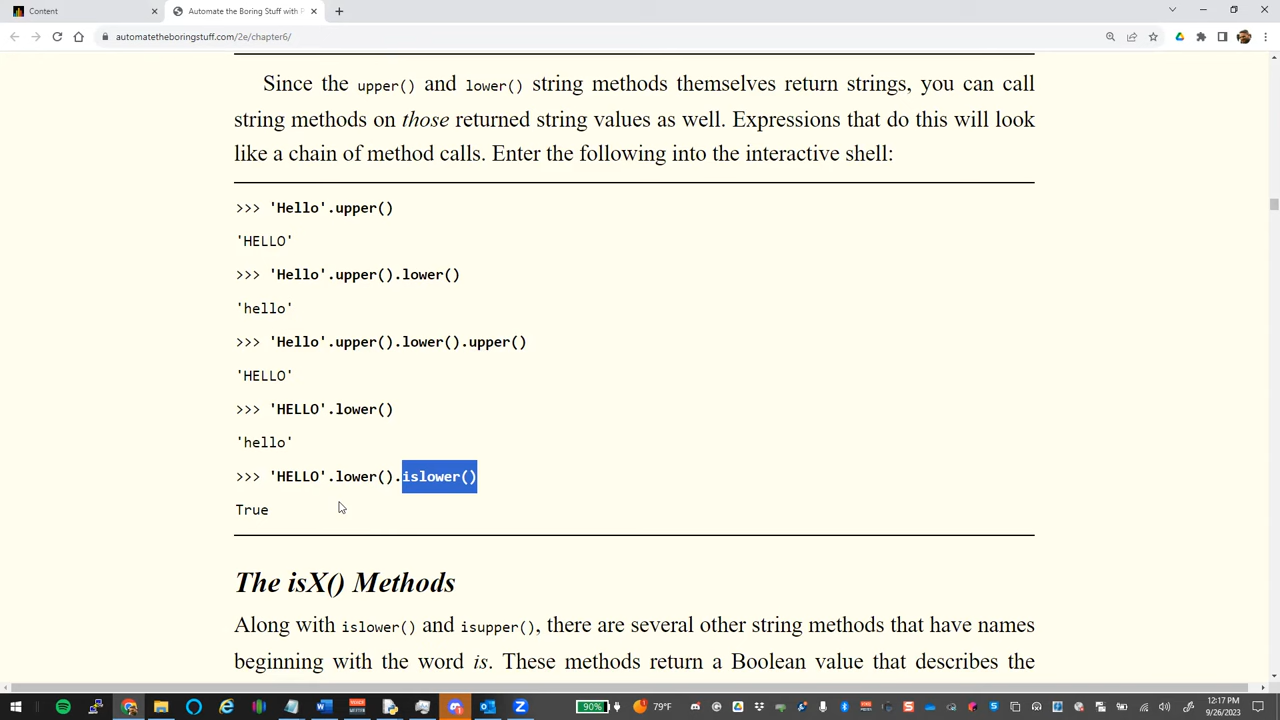 Content
Automate the Boring Stuff with P
automatetheboringstuff.com/2e/chapter6/
Since the upper() and lower() string methods themselves return strings, you can call
string methods on those returned string values as well. Expressions that do this will look
like a chain of method calls. Enter the following into the interactive shell:
>>> 'Hello'.upper()
'HELLO'
>>> 'Hello'.upper().lower()
'hello'
>>> 'Hello'.upper().lower().upper()
'HELLO'
>>> 'HELLO'.lower()
'hello'
>>> 'HELLO'.lower().islower()
True
The isX() Methods
Along with islower() and isupper(), there are several other string methods that have names
beginning with the word is. These methods return a Boolean value that describes the
90%
79°F
12:17 PM
9/26/2023